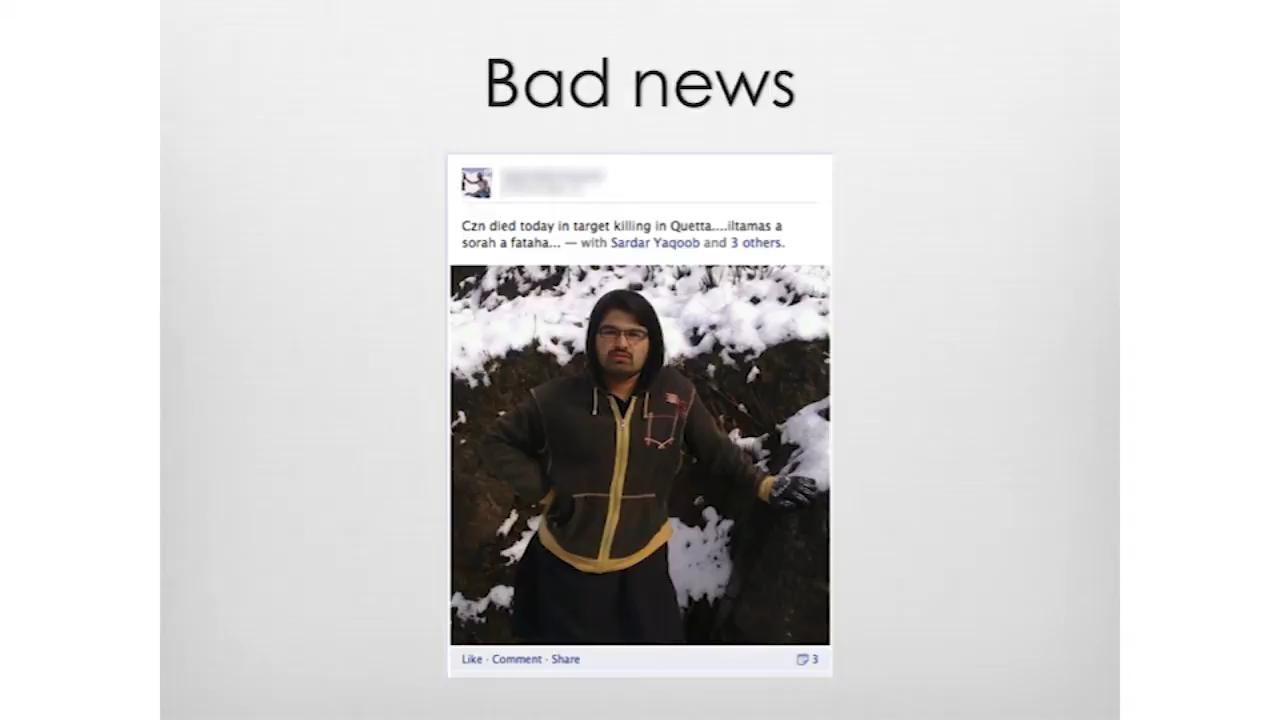 Bad news
Czn died today in target killing in Quetta....iltamas a
sorah a fataha... — with Sardar Yaqoob and 3 others.
Like · Comment · Share
3